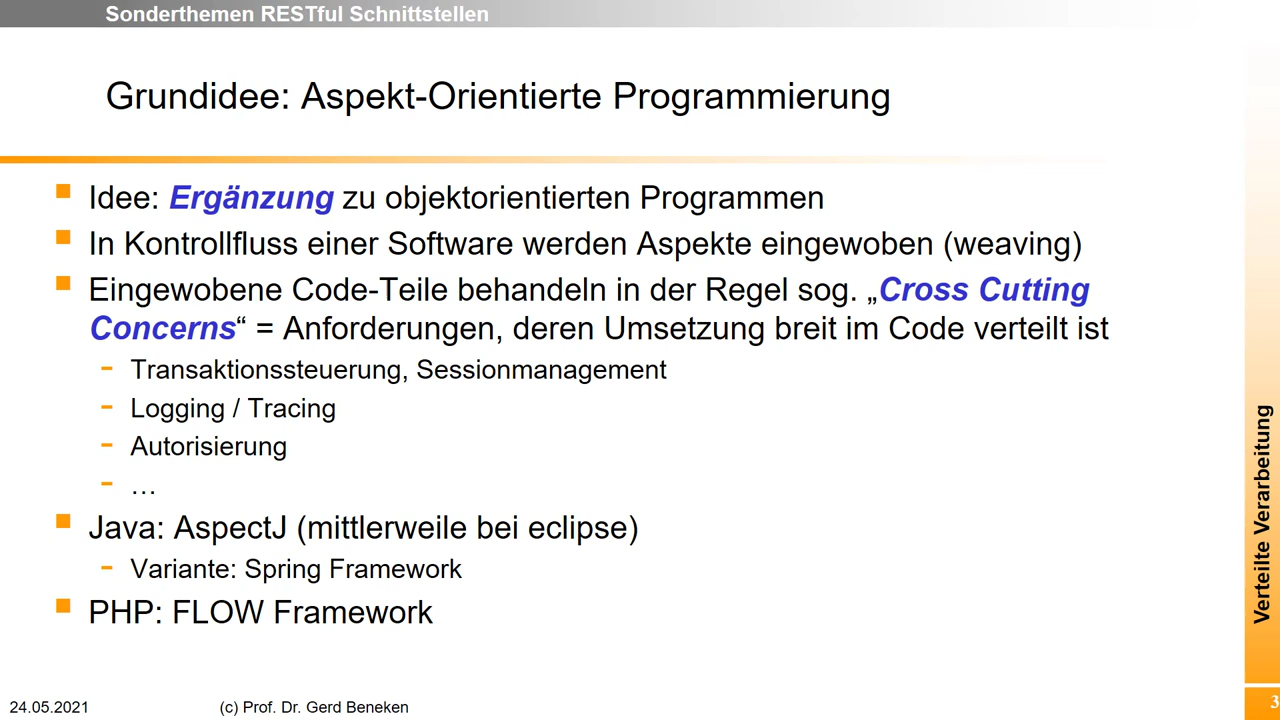 Sonderthemen RESTful Schnittstellen
Grundidee: Aspekt-Orientierte Programmierung
Idee: Ergänzung zu objektorientierten Programmen
In Kontrollfluss einer Software werden Aspekte eingewoben (weaving)
Eingewobene Code-Teile behandeln in der Regel sog. „Cross Cutting
Concerns“ = Anforderungen, deren Umsetzung breit im Code verteilt ist
- Transaktionssteuerung, Sessionmanagement
- Logging / Tracing
- Autorisierung
- …
Java: AspectJ (mittlerweile bei eclipse)
- Variante: Spring Framework
PHP: FLOW Framework
Verteilte Verarbeitung
24.05.2021
(c) Prof. Dr. Gerd Beneken
3